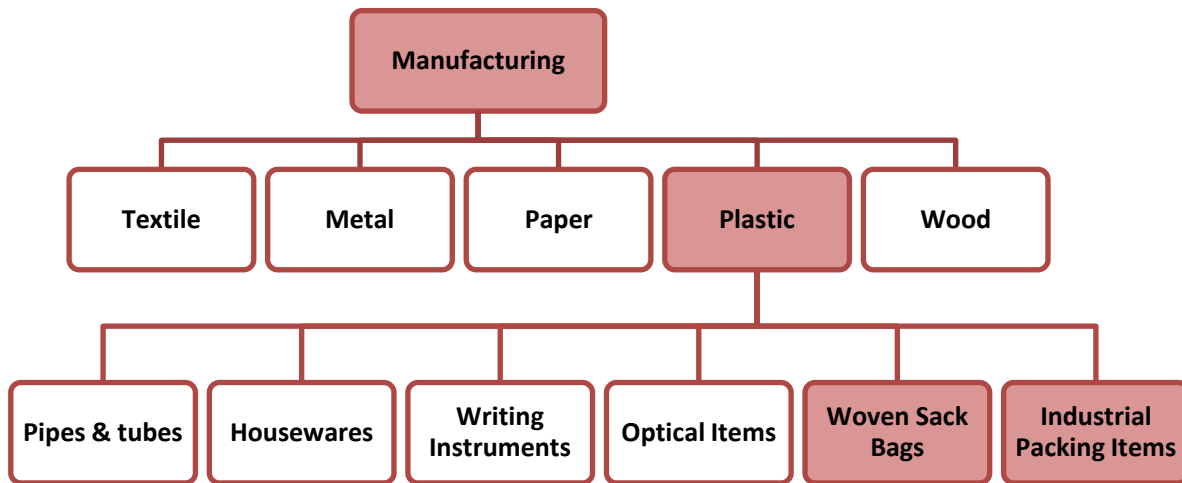 Manufacturing
Textile
Metal
Paper
Plastic
Wood
Pipes & tubes
Housewares
Writing
Instruments
Optical Items
Woven Sack
Bags
Industrial
Packing Items